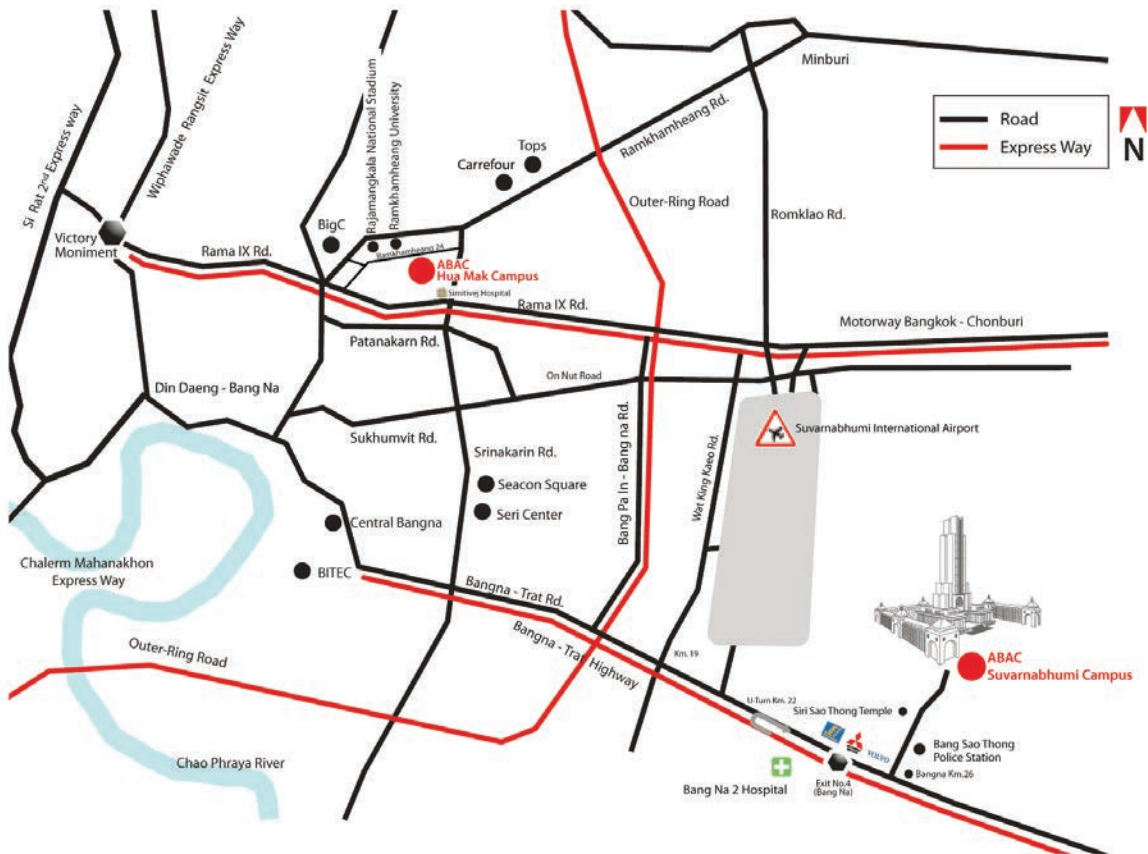 Minburi
Road
Express Way
N
Si Rat 2nd Express way
Wiphawade Rangsit Express Way
Rajamangkala National Stadium
Ramkhamheang University
Ramkhamheang Rd.
Tops
Carrefour
Outer-Ring Road
Romklao Rd.
BigC
Ramkhamheang 24
Victory
Moniment
Rama IX Rd.
ABAC
Hua Mak Campus
Simitivej Hospital
Rama IX Rd.
Motorway Bangkok - Chonburi
Patanakarn Rd.
On Nut Road
Din Daeng - Bang Na
Sukhumvit Rd.
Suvarnabhumi International Airport
Srinakarin Rd.
Bang Pa In - Bang na Rd.
Wat King Kaeo Rd.
Seacon Square
Seri Center
Central Bangna
Chalerm Mahanakhon
Express Way
BITEC
Bangna - Trat Rd.
Bangna - Trat Highway
Outer-Ring Road
Km. 19
ABAC
Suvarnabhumi Campus
U-Turn Km. 22
Siri Sao Thong Temple
VOLVO
Bang Sao Thong
Police Station
Bangna Km.26
Chao Phraya River
Bang Na 2 Hospital
Exit No.4
(Bang Na)